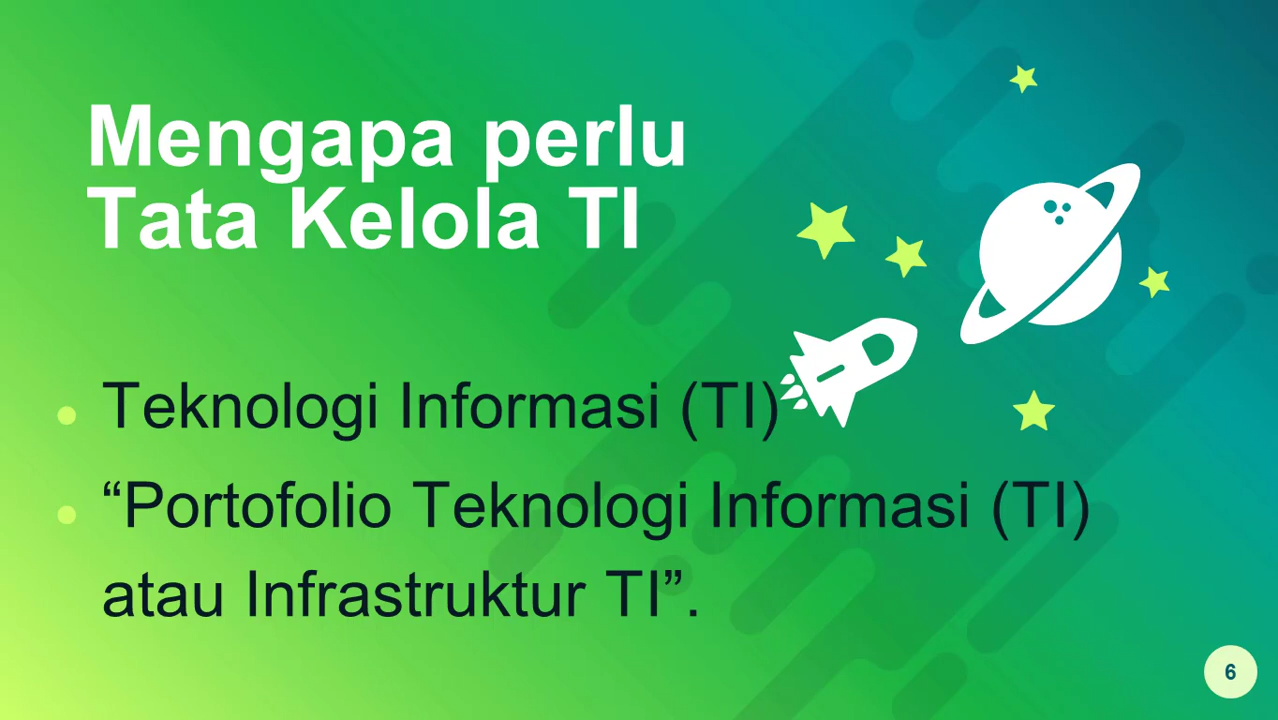 Mengapa perlu
Tata Kelola TI
Teknologi Informasi (TI)
“Portofolio Teknologi Informasi (TI)
atau Infrastruktur TI”.
6